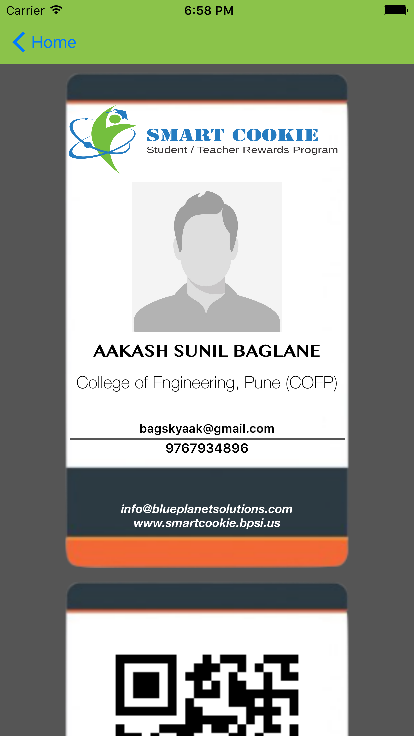 Carrier 6:58 PM
Home
SMART COOKIE
Student / Teacher Rewards Program
AAKASH SUNIL BAGLANE
College of Engineering, Pune (COEP)
bagskyaak@gmail.com
9767934896
info@blueplanetsolutions.com
www.smartcookie.bpsi.us